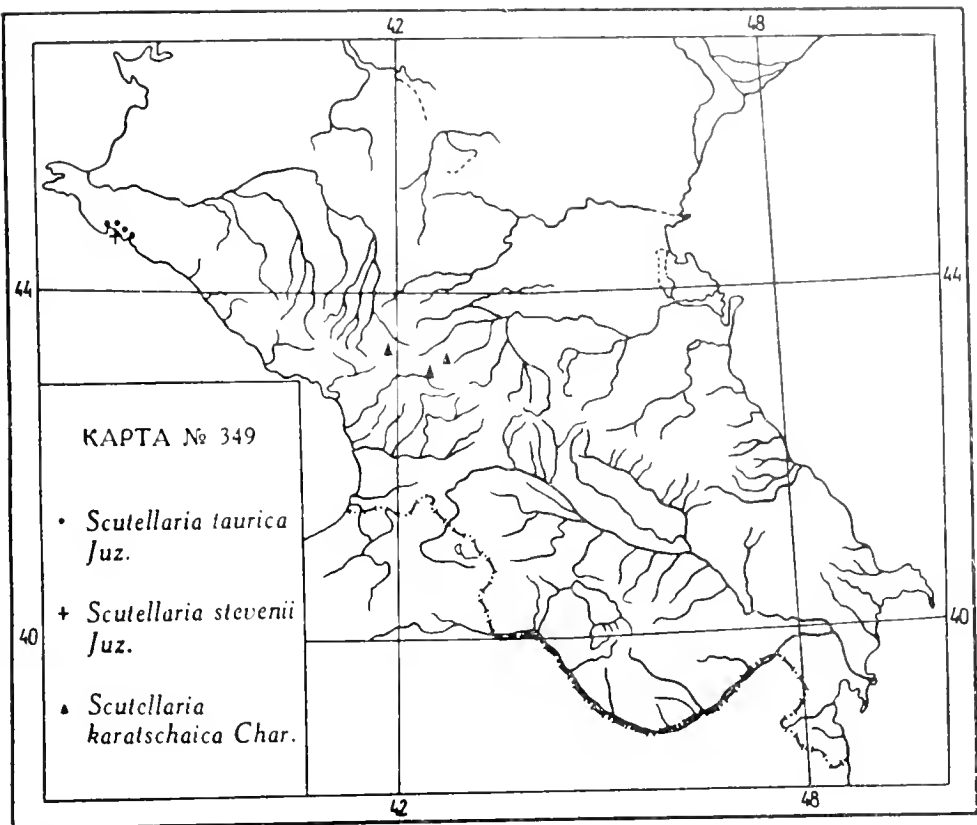 42 48
44 44
КАРТА № 349
• Scutellaria taurica
Juz.
+ Scutellaria stevenii
Juz.
40 40
▲ Scutellaria
karatschaica Char.
42 48